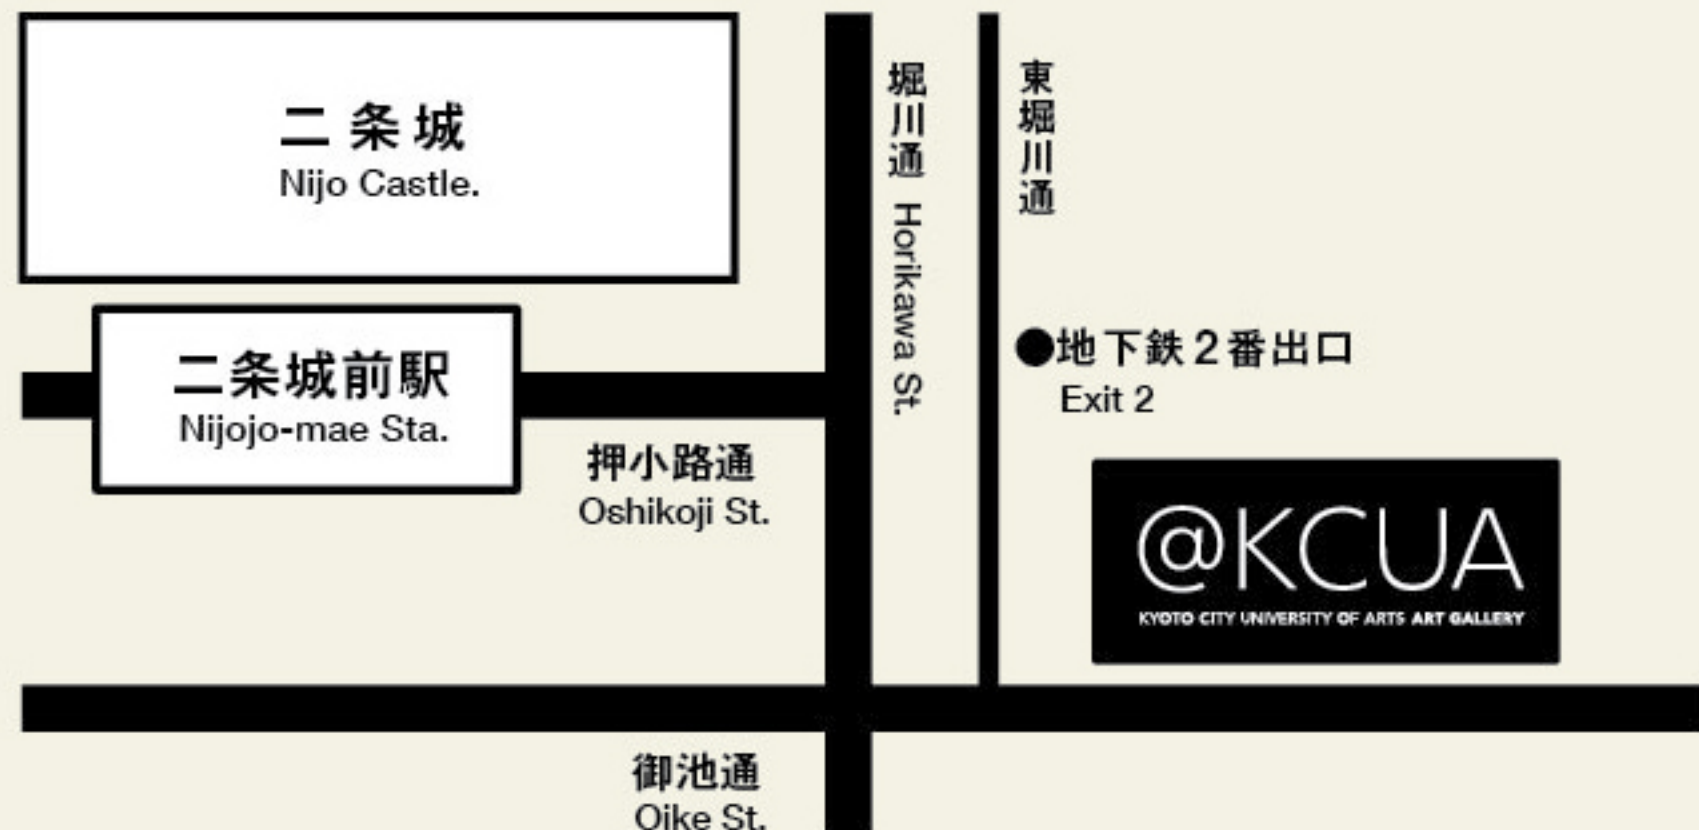 二条城
Nijo Castle.
堀川通 Horikawa St.
東堀川通
二条城前駅
Nijojo-mae Sta.
●地下鉄2番出口
Exit 2
押小路通
Oshikoji St.
@KCUA
KYOTO CITY UNIVERSITY OF ARTS ART GALLERY
御池通
Oike St.